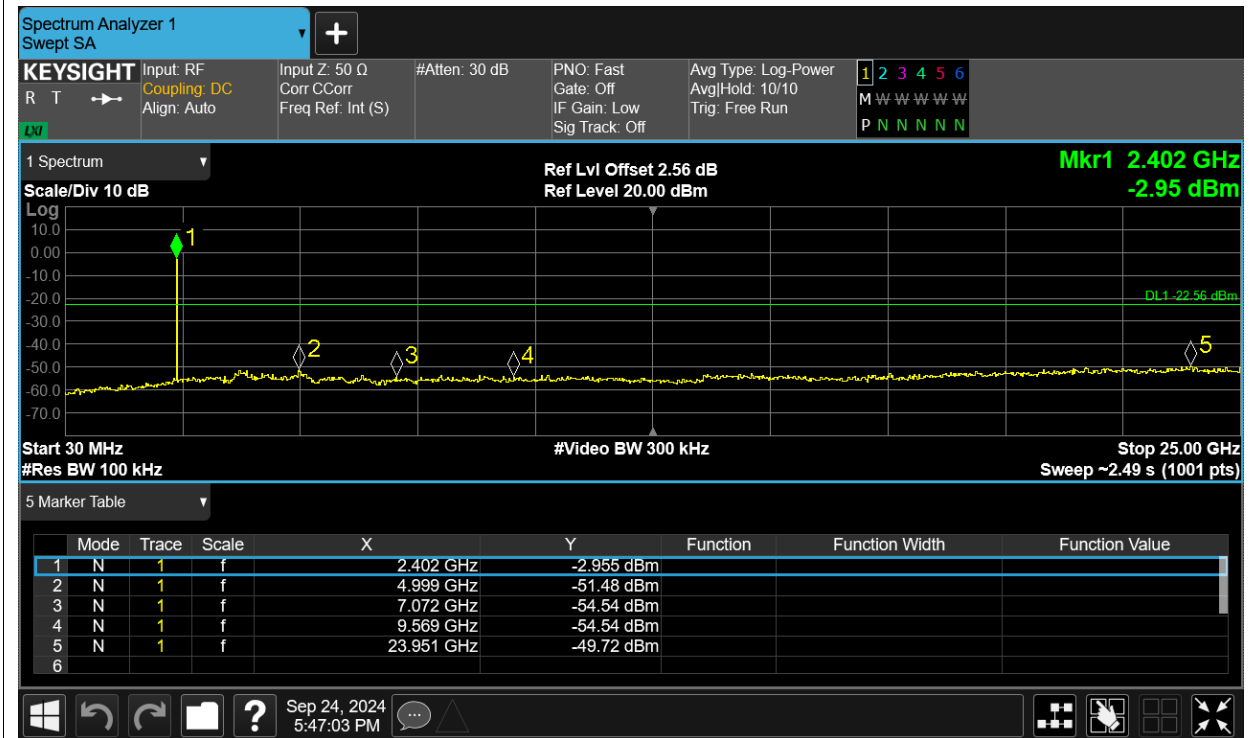 Spectrum Analyzer 1
Swept SA
KEYSIGHT
R T
LXI
Input: RF
Coupling: DC
Align: Auto
Input Z: 50 Ω
Corr CCorr
Freq Ref: Int (S)
#Atten: 30 dB
PNO: Fast
Gate: Off
IF Gain: Low
Sig Track: Off
Avg Type: Log-Power
Avg|Hold: 10/10
Trig: Free Run
1 2 3 4 5 6
M W W W W W
P N N N N N
1 Spectrum
Scale/Div 10 dB
Ref Lvl Offset 2.56 dB
Ref Level 20.00 dBm
Mkr1 2.402 GHz
-2.95 dBm
Log
10.0
0.00
-10.0
-20.0
-30.0
-40.0
-50.0
-60.0
-70.0
1
2
3
4
5
DL1 -22.56 dBm
Start 30 MHz
#Res BW 100 kHz
#Video BW 300 kHz
Stop 25.00 GHz
Sweep ~2.49 s (1001 pts)
5 Marker Table
Mode Trace Scale X Y Function Function Width Function Value
1 N 1 f 2.402 GHz -2.955 dBm
2 N 1 f 4.999 GHz -51.48 dBm
3 N 1 f 7.072 GHz -54.54 dBm
4 N 1 f 9.569 GHz -54.54 dBm
5 N 1 f 23.951 GHz -49.72 dBm
6
?
Sep 24, 2024
5:47:03 PM